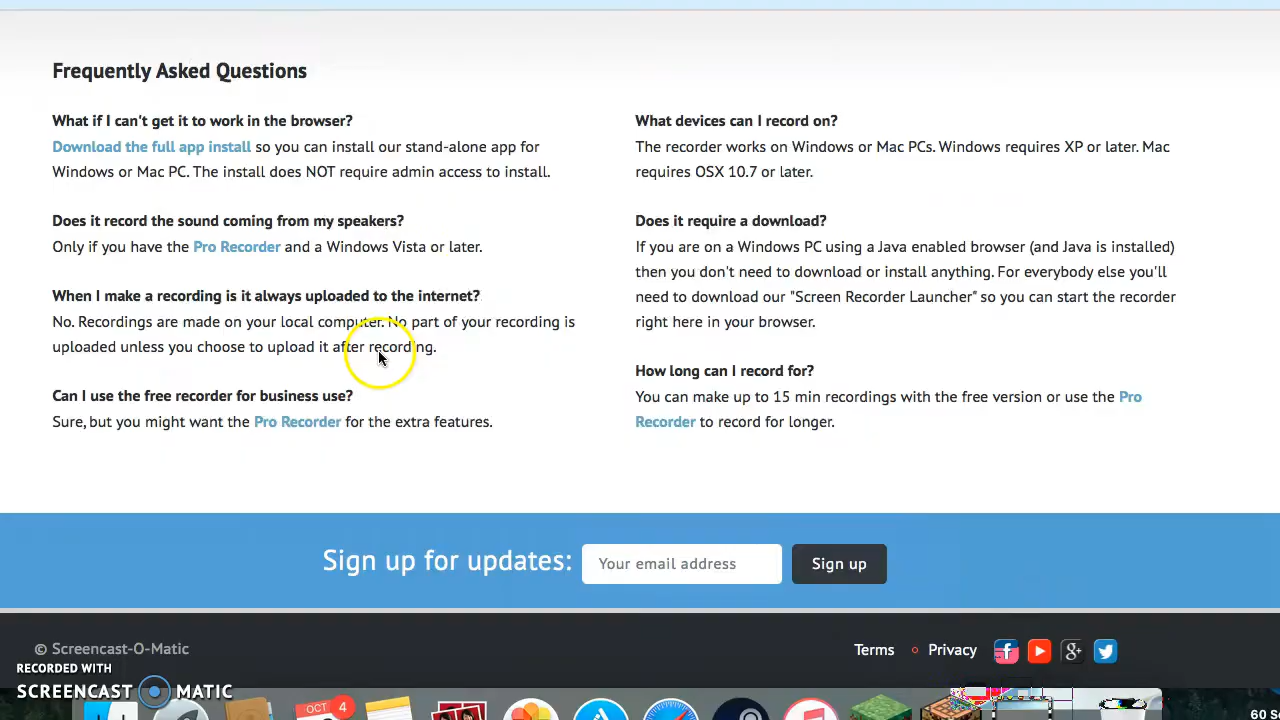 Frequently Asked Questions
What if I can't get it to work in the browser?
Download the full app install so you can install our stand-alone app for
Windows or Mac PC. The install does NOT require admin access to install.
Does it record the sound coming from my speakers?
Only if you have the Pro Recorder and a Windows Vista or later.
When I make a recording is it always uploaded to the internet?
No. Recordings are made on your local computer. No part of your recording is
uploaded unless you choose to upload it after recording.
Can I use the free recorder for business use?
Sure, but you might want the Pro Recorder for the extra features.
What devices can I record on?
The recorder works on Windows or Mac PCs. Windows requires XP or later. Mac
requires OSX 10.7 or later.
Does it require a download?
If you are on a Windows PC using a Java enabled browser (and Java is installed)
then you don't need to download or install anything. For everybody else you'll
need to download our "Screen Recorder Launcher" so you can start the recorder
right here in your browser.
How long can I record for?
You can make up to 15 min recordings with the free version or use the Pro
Recorder to record for longer.
Sign up for updates:
Your email address
Sign up
© Screencast-O-Matic
Terms
Privacy
RECORDED WITH
SCREENCAST MATIC
OCT
4
60 S